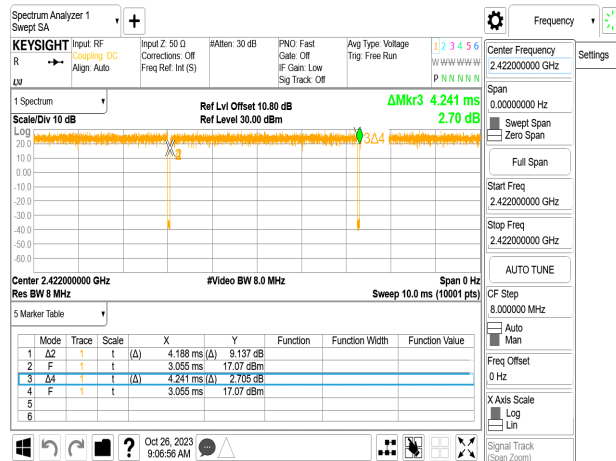 Spectrum Analyzer 1
Swept SA
Frequency
KEYSIGHT
R
Input: RF
Coupling: DC
Align: Auto
Input Z: 50 Ω
Corrections: Off
Freq Ref: Int (S)
#Atten: 30 dB
PNO: Fast
Gate: Off
IF Gain: Low
Sig Track: Off
Avg Type: Voltage
Trig: Free Run
1 2 3 4 5 6
W W W W W W
P N N N N N
LXI
1 Spectrum
Scale/Div 10 dB
Ref Lvl Offset 10.80 dB
Ref Level 30.00 dBm
ΔMkr3 4.241 ms
2.70 dB
Log
20.0
10.0
0.00
-10.0
-20.0
-30.0
-40.0
-50.0
-60.0
3Δ4
Center 2.422000000 GHz
Res BW 8 MHz
#Video BW 8.0 MHz
Span 0 Hz
Sweep 10.0 ms (10001 pts)
5 Marker Table
Mode Trace Scale X Y Function Function Width Function Value
1 Δ2 1 t (Δ) 4.188 ms (Δ) 9.137 dB
2 F 1 t 3.055 ms 17.07 dBm
3 Δ4 1 t (Δ) 4.241 ms (Δ) 2.705 dB
4 F 1 t 3.055 ms 17.07 dBm
5
6
Oct 26, 2023
9:06:56 AM
?
Center Frequency
2.422000000 GHz
Settings
Span
0.00000000 Hz
Swept Span
Zero Span
Full Span
Start Freq
2.422000000 GHz
Stop Freq
2.422000000 GHz
AUTO TUNE
CF Step
8.000000 MHz
Auto
Man
Freq Offset
0 Hz
X Axis Scale
Log
Lin
Signal Track
(Span Zoom)